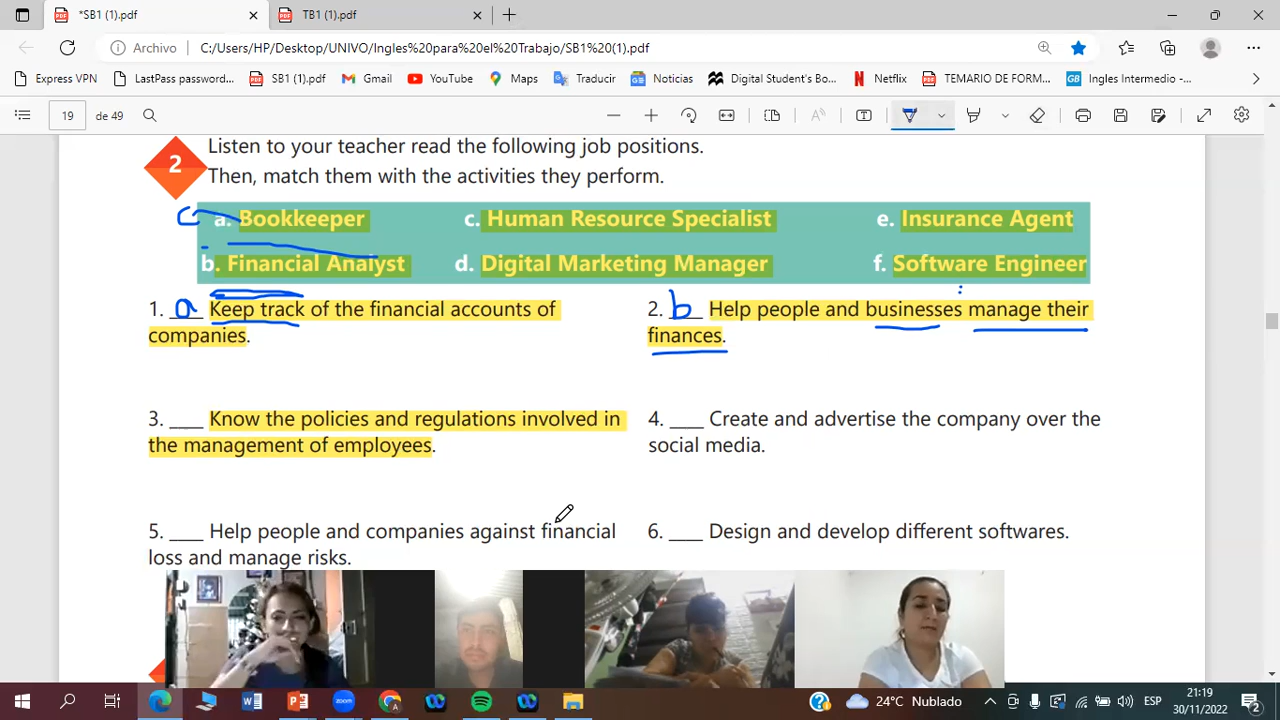 *SB1 (1).pdf
TB1 (1).pdf
Archivo
C:/Users/HP/Desktop/UNIVO/Ingles%20para%20el%20Trabajo/SB1%20(1).pdf
Express VPN
LastPass password...
SB1 (1).pdf
Gmail
YouTube
Maps
Traducir
Noticias
Digital Student's Bo...
Netflix
TEMARIO DE FORM...
Ingles Intermedio -...
19
de 49
2
Listen to your teacher read the following job positions.
Then, match them with the activities they perform.
a. Bookkeeper
c. Human Resource Specialist
e. Insurance Agent
b. Financial Analyst
d. Digital Marketing Manager
f. Software Engineer
1. a Keep track of the financial accounts of
companies.
2. b Help people and businesses manage their
finances.
3. ____ Know the policies and regulations involved in
the management of employees.
4. ____ Create and advertise the company over the
social media.
5. ____ Help people and companies against financial
loss and manage risks.
6. ____ Design and develop different softwares.
24°C Nublado
ESP
21:19
30/11/2022
2